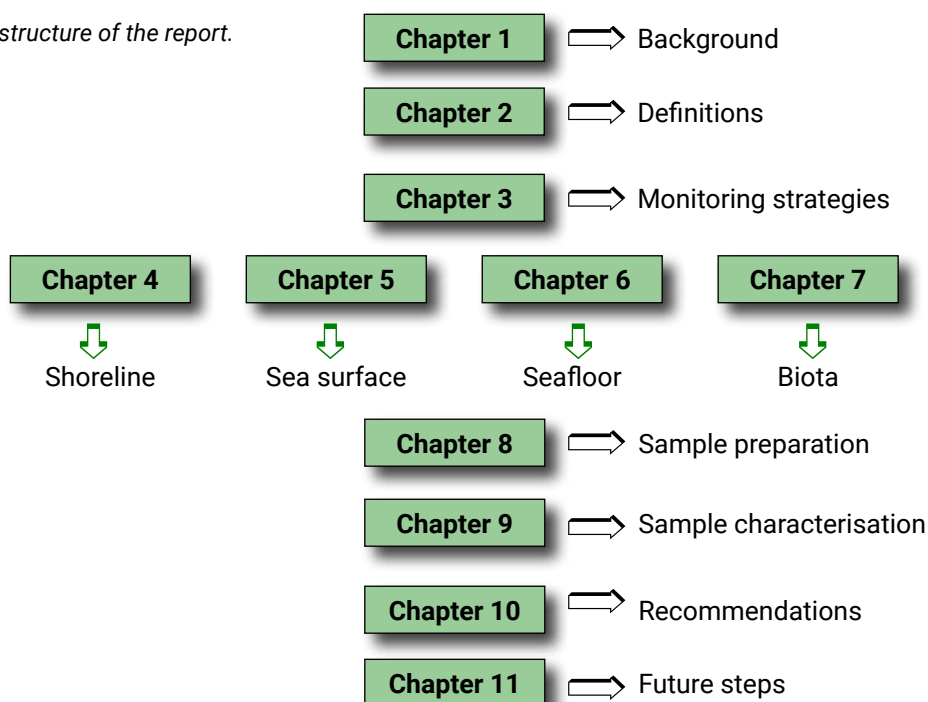 structure of the report.
Chapter 1 Background
Chapter 2 Definitions
Chapter 3 Monitoring strategies
Chapter 4 Chapter 5 Chapter 6 Chapter 7
Shoreline Sea surface Seafloor Biota
Chapter 8 Sample preparation
Chapter 9 Sample characterisation
Chapter 10 Recommendations
Chapter 11 Future steps